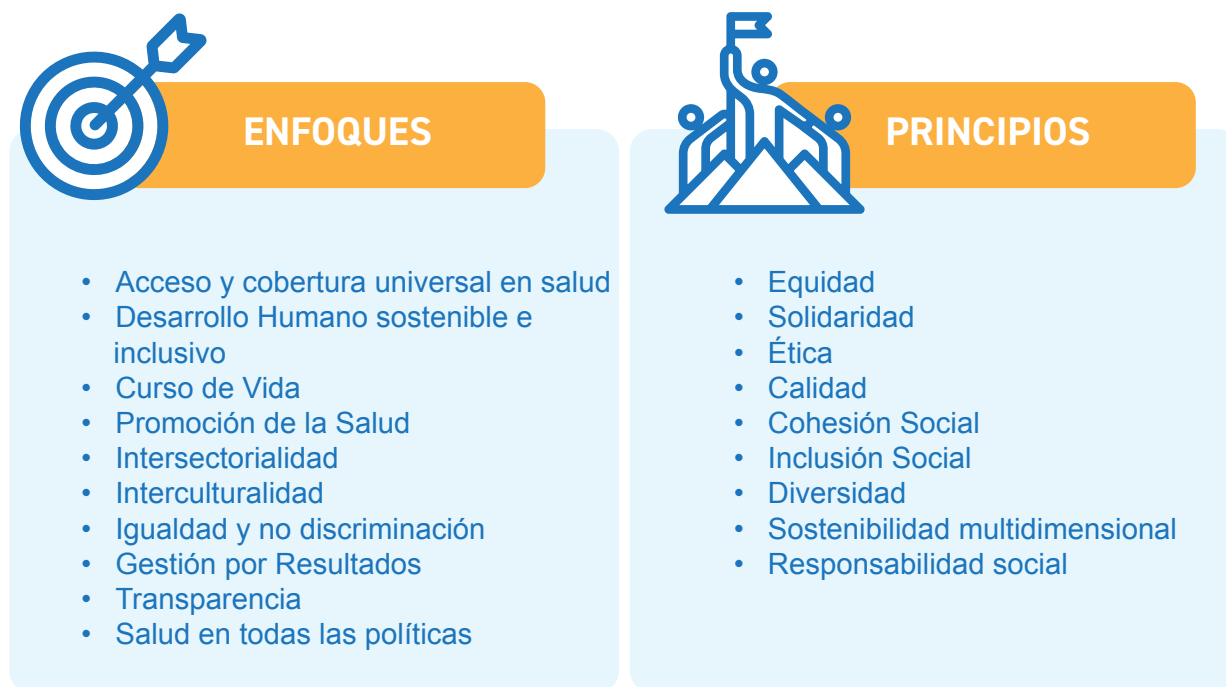 ENFOQUES
• Acceso y cobertura universal en salud
• Desarrollo Humano sostenible e
inclusivo
• Curso de Vida
• Promoción de la Salud
• Intersectorialidad
• Interculturalidad
• Igualdad y no discriminación
• Gestión por Resultados
• Transparencia
• Salud en todas las políticas
PRINCIPIOS
• Equidad
• Solidaridad
• Ética
• Calidad
• Cohesión Social
• Inclusión Social
• Diversidad
• Sostenibilidad multidimensional
• Responsabilidad social